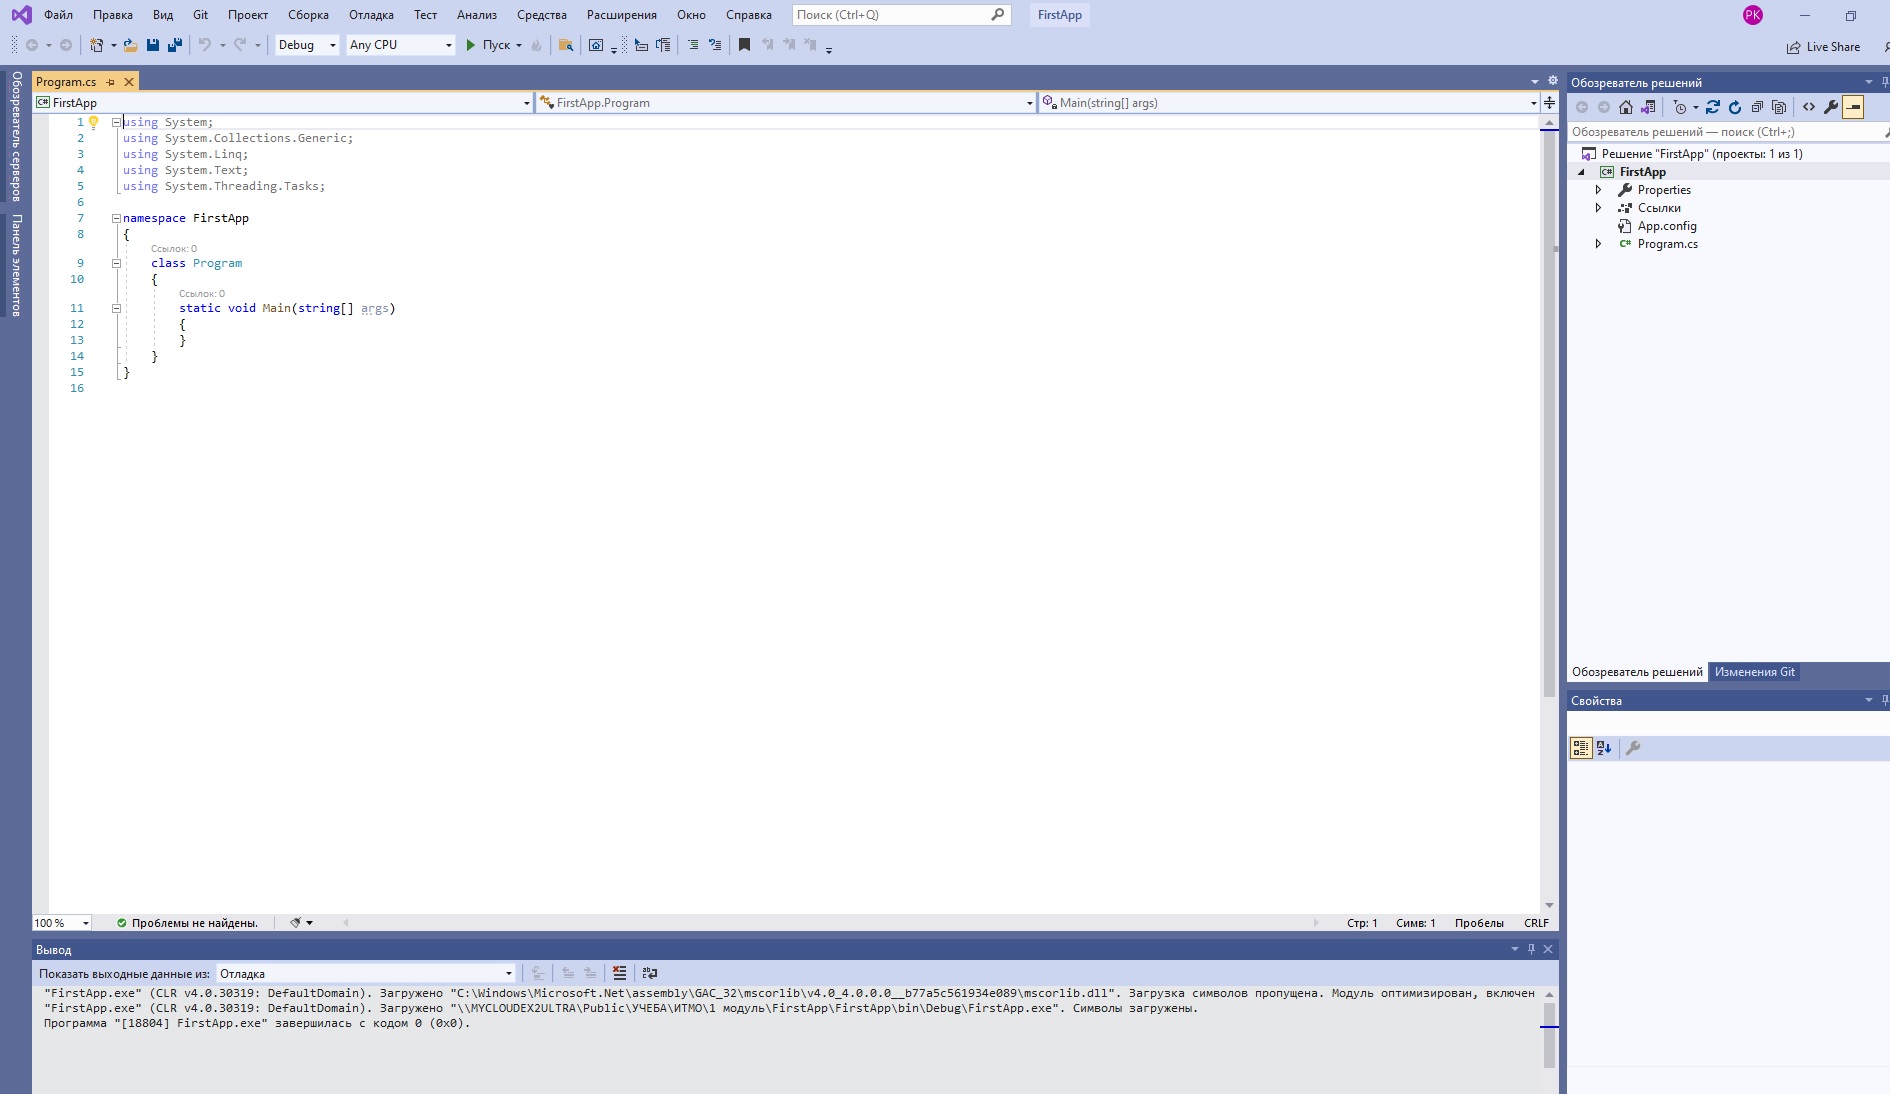 Файл Правка Вид Git Проект Сборка Отладка Тест Анализ Средства Расширения Окно Справка Поиск (Ctrl+Q) FirstApp PK
Debug Any CPU Пуск Live Share
Обозреватель серверов
Панель элементов
Program.cs
FirstApp FirstApp.Program Main(string[] args)
1 using System;
2 using System.Collections.Generic;
3 using System.Linq;
4 using System.Text;
5 using System.Threading.Tasks;
6
7 namespace FirstApp
8 {
Ссылок: 0
9 class Program
10 {
Ссылок: 0
11 static void Main(string[] args)
12 {
13 }
14 }
15 }
16
100 % Проблемы не найдены. Стр: 1 Симв: 1 Пробелы CRLF
Вывод
Показать выходные данные из: Отладка
"FirstApp.exe" (CLR v4.0.30319: DefaultDomain). Загружено "C:\Windows\Microsoft.Net\assembly\GAC_32\mscorlib\v4.0_4.0.0.0__b77a5c561934e089\mscorlib.dll". Загрузка символов пропущена. Модуль оптимизирован, включен
"FirstApp.exe" (CLR v4.0.30319: DefaultDomain). Загружено "\\MYCLOUDEX2ULTRA\Public\УЧЕБА\ИТМО\1 модуль\FirstApp\FirstApp\bin\Debug\FirstApp.exe". Символы загружены.
Программа "[18804] FirstApp.exe" завершилась с кодом 0 (0x0).
Обозреватель решений
Обозреватель решений — поиск (Ctrl+;)
Решение "FirstApp" (проекты: 1 из 1)
C# FirstApp
Properties
Ссылки
App.config
C# Program.cs
Обозреватель решений Изменения Git
Свойства